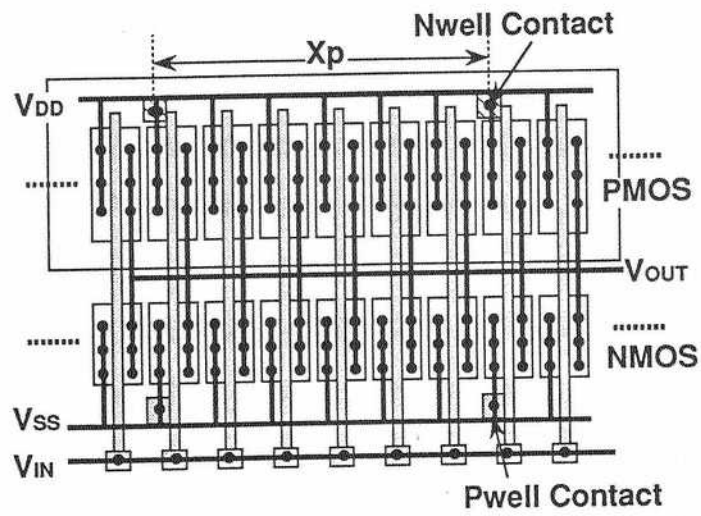 Nwell Contact
Xp
VDD
PMOS
VOUT
NMOS
VSS
VIN
Pwell Contact